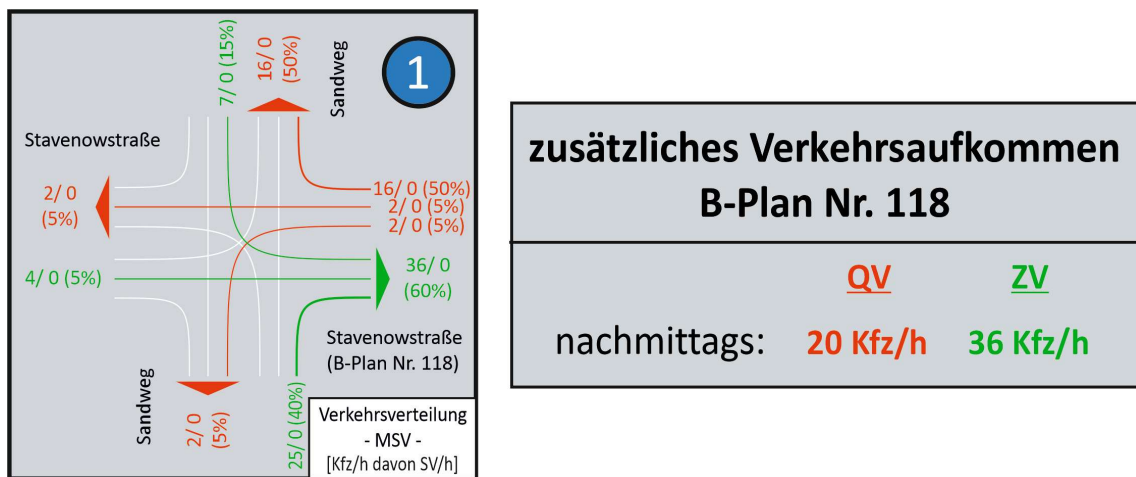 7/ 0 (15%)
16/ 0
(50%)
Sandweg
1
Stavenowstraße
2/ 0
(5%)
16/ 0 (50%)
2/ 0 (5%)
2/ 0 (5%)
4/ 0 (5%)
36/ 0
(60%)
Stavenowstraße
(B-Plan Nr. 118)
Sandweg
2/ 0
(5%)
25/ 0 (40%)
Verkehrsverteilung
- MSV -
[Kfz/h davon SV/h]
zusätzliches Verkehrsaufkommen
B-Plan Nr. 118
QV ZV
nachmittags: 20 Kfz/h 36 Kfz/h